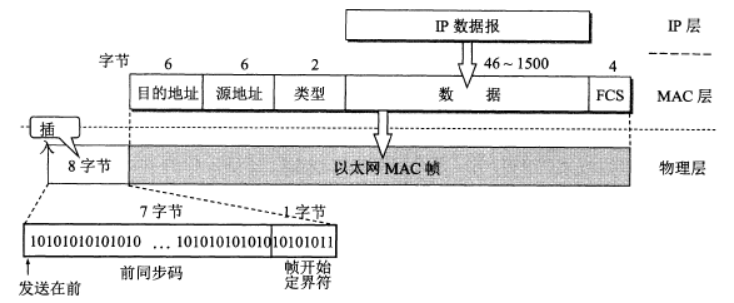 IP 数据报
IP 层
字节
6
6
2
46~1500
4
目的地址
源地址
类型
数 据
FCS
MAC 层
插
入
8 字节
以太网 MAC 帧
物理层
7 字节
1 字节
10101010101010 … 10101010101010101011
前同步码
帧开始
定界符
发送在前